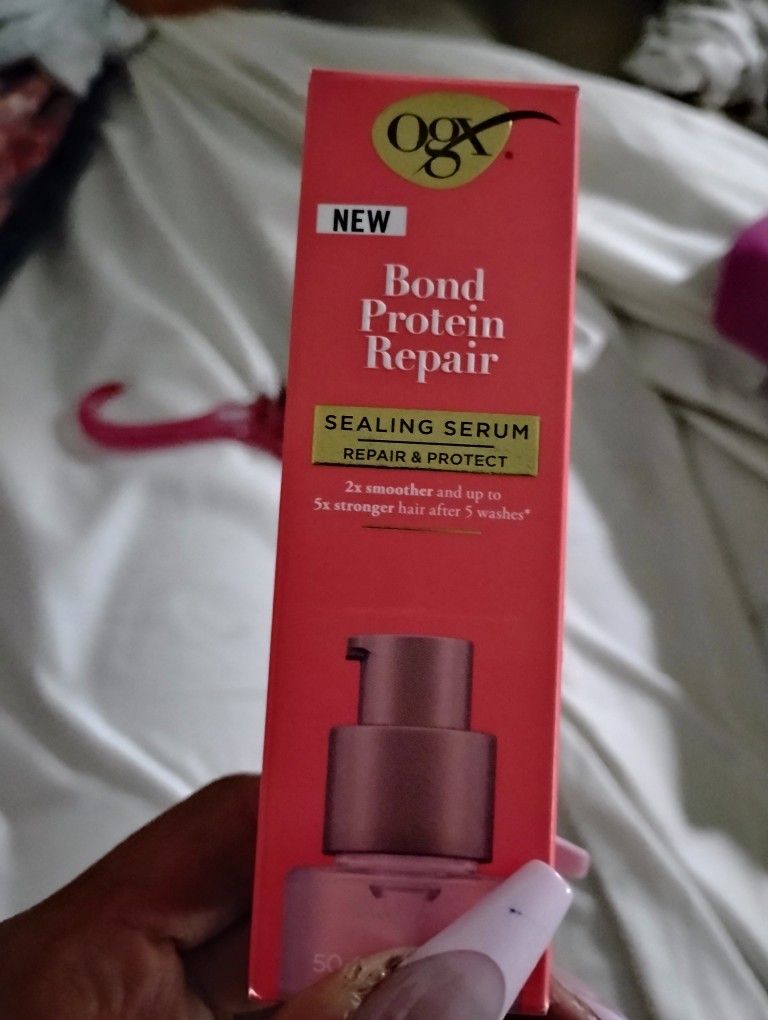 Ogx
NEW
Bond
Protein
Repair
SEALING SERUM
REPAIR & PROTECT
2x smoother and up to
5x stronger hair after 5 washes*
50